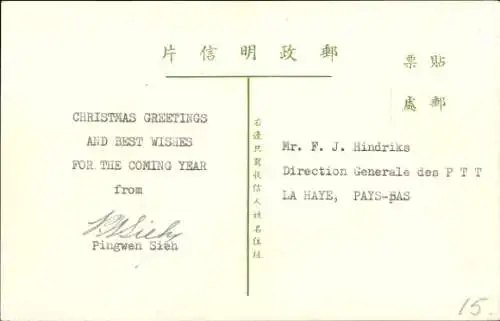 片信明政郵
貼郵
票處
CHRISTMAS GREETINGS
AND BEST WISHES
FOR THE COMING YEAR
from
Pingwen Sieh
右邊只寫收信人姓名住址
Mr. F. J. Hindriks
Direction Generale des P T T
LA HAYE, PAYS-BAS
15.